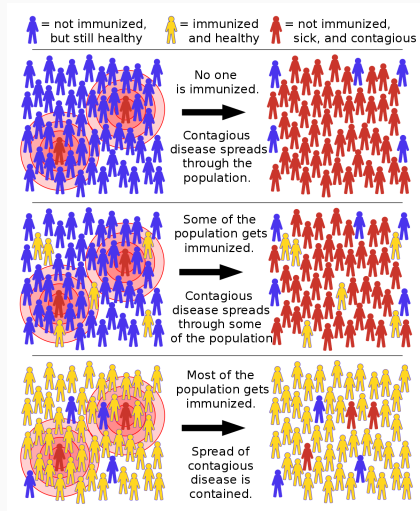 = not immunized, but still healthy
= immunized and healthy
= not immunized, sick, and contagious
No one
is immunized.
Contagious
disease spreads
through the
population.
Some of the
population gets
immunized.
Contagious
disease spreads
through some
of the population
Most of the
population gets
immunized.
Spread of
contagious
disease is
contained.